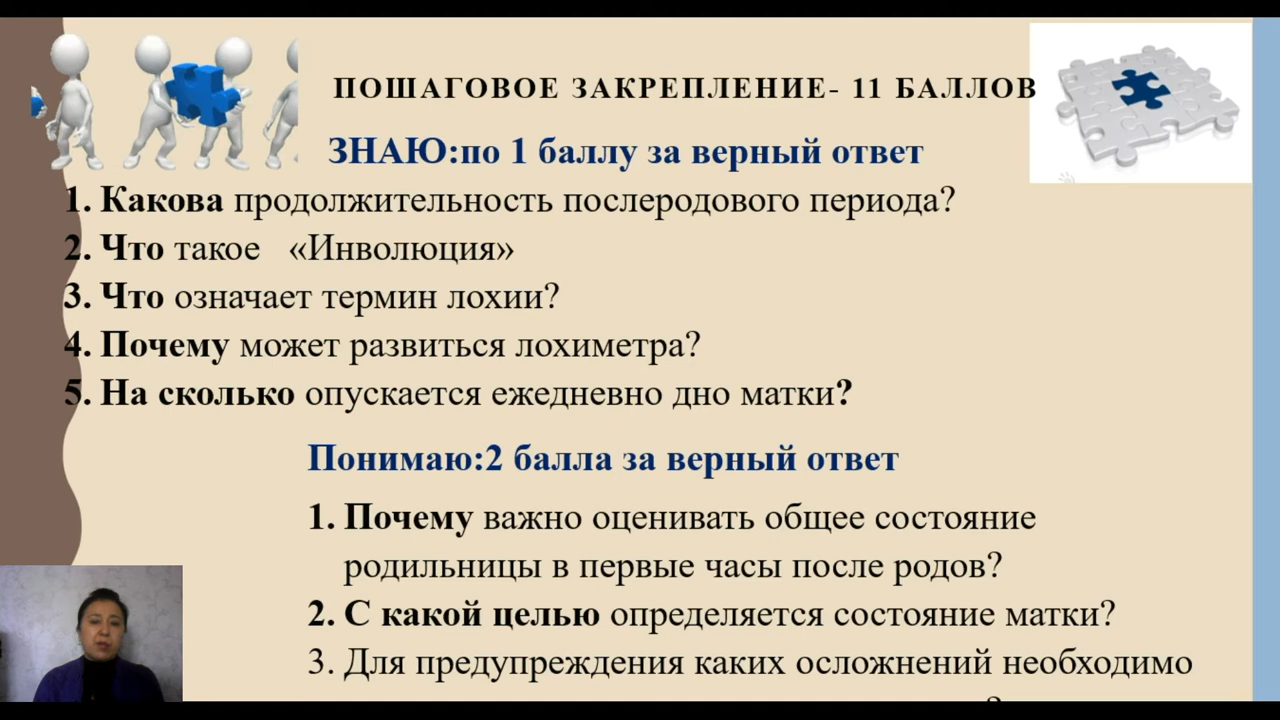 ПОШАГОВОЕ ЗАКРЕПЛЕНИЕ- 11 БАЛЛОВ
ЗНАЮ:по 1 баллу за верный ответ
1. Какова продолжительность послеродового периода?
2. Что такое «Инволюция»
3. Что означает термин лохии?
4. Почему может развиться лохиметра?
5. На сколько опускается ежедневно дно матки?
Понимаю:2 балла за верный ответ
1. Почему важно оценивать общее состояние
родильницы в первые часы после родов?
2. С какой целью определяется состояние матки?
3. Для предупреждения каких осложнений необходимо